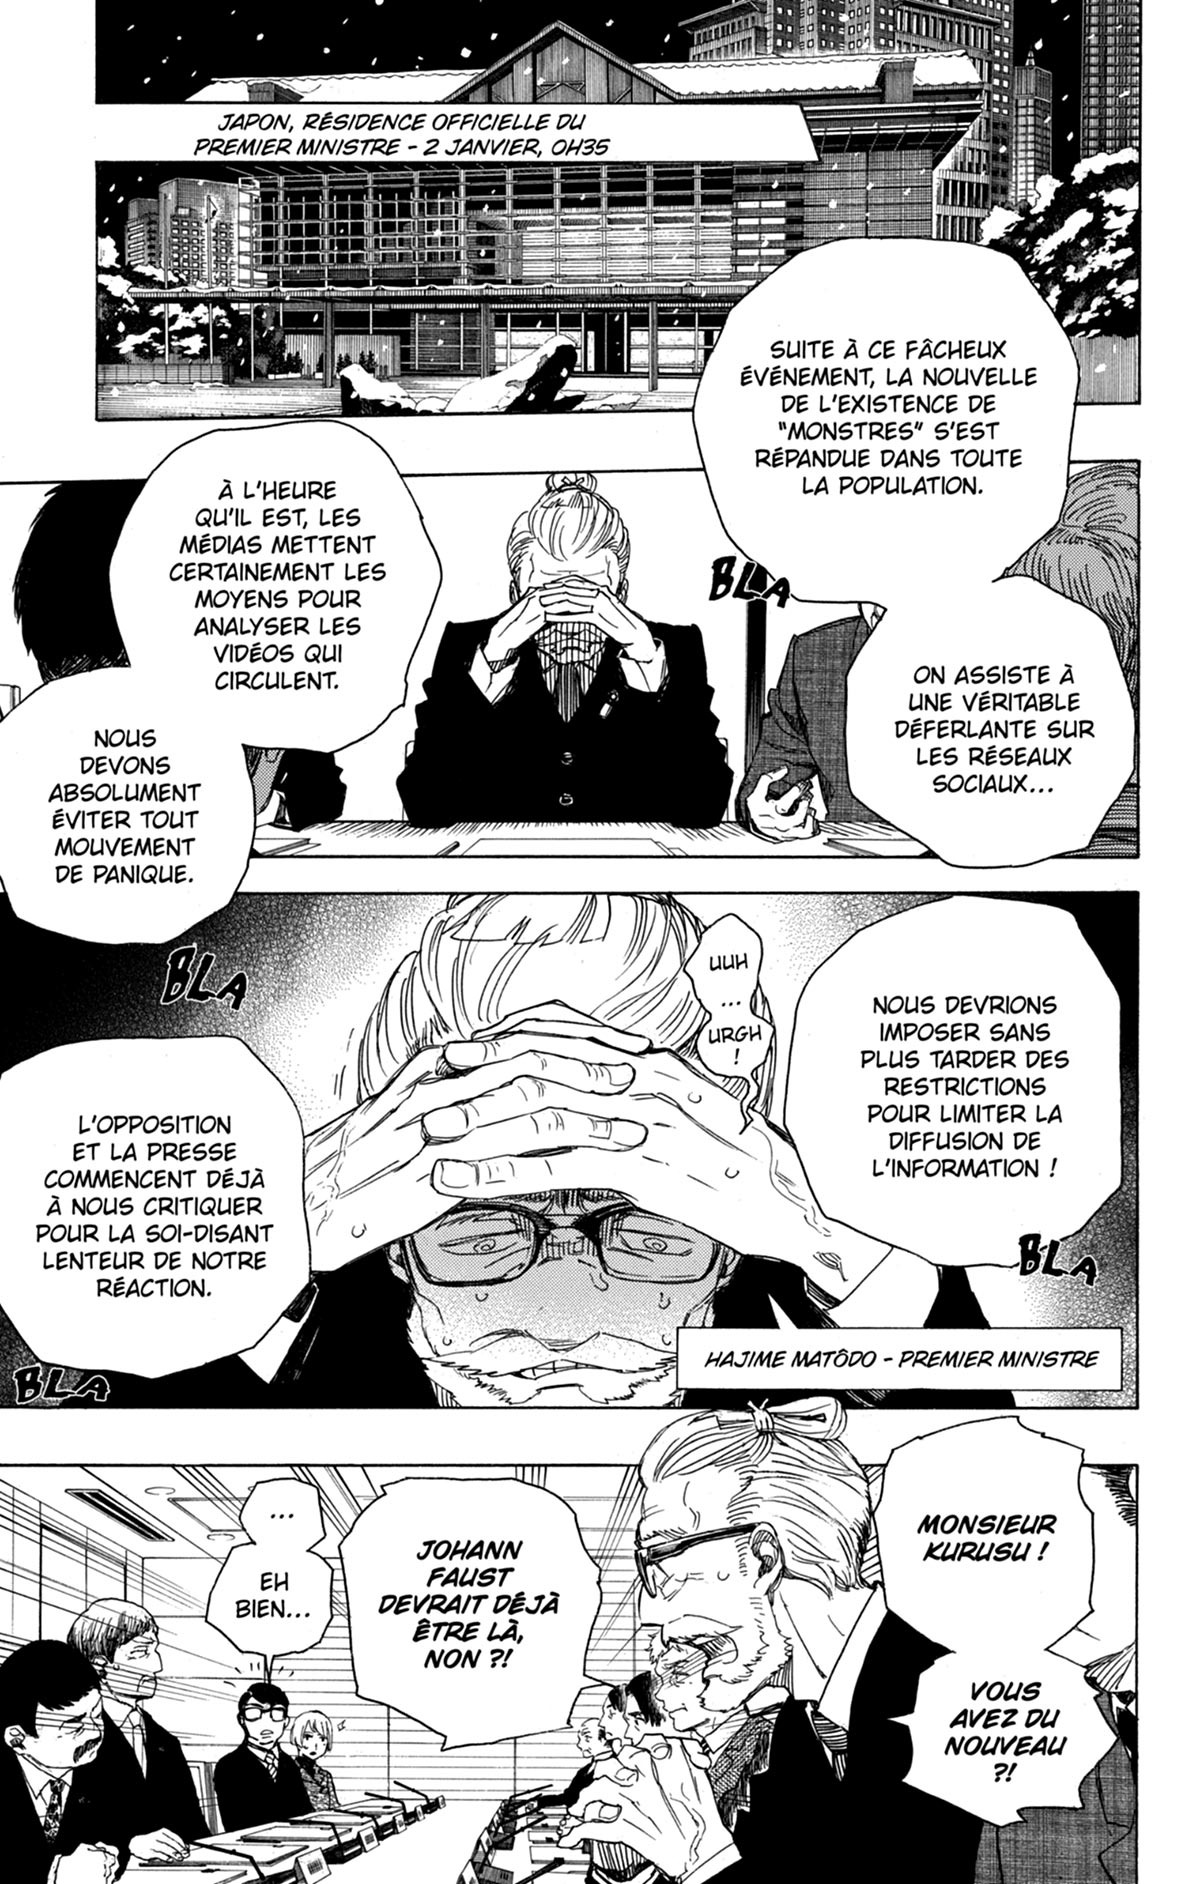 JAPON, RÉSIDENCE OFFICIELLE DU
PREMIER MINISTRE - 2 JANVIER, 0H35
SUITE À CE FÂCHEUX
ÉVÉNEMENT, LA NOUVELLE
DE L'EXISTENCE DE
"MONSTRES" S'EST
RÉPANDUE DANS TOUTE
LA POPULATION.
BLA
ON ASSISTE À
UNE VÉRITABLE
DÉFERLANTE SUR
LES RÉSEAUX
SOCIAUX...
À L'HEURE
QU'IL EST, LES
MÉDIAS METTENT
CERTAINEMENT LES
MOYENS POUR
ANALYSER LES
VIDÉOS QUI
CIRCULENT.
NOUS
DEVONS
ABSOLUMENT
ÉVITER TOUT
MOUVEMENT
DE PANIQUE.
BLA
UUH
...
URGH
!
NOUS DEVRIONS
IMPOSER SANS
PLUS TARDER DES
RESTRICTIONS
POUR LIMITER LA
DIFFUSION DE
L'INFORMATION !
BLA
L'OPPOSITION
ET LA PRESSE
COMMENCENT DÉJÀ
À NOUS CRITIQUER
POUR LA SOI-DISANT
LENTEUR DE NOTRE
RÉACTION.
BLA
HAJIME MATÔDO - PREMIER MINISTRE
MONSIEUR
KURUSU !
VOUS
AVEZ DU
NOUVEAU
?!
JOHANN
FAUST
DEVRAIT DÉJÀ
ÊTRE LÀ,
NON ?!
...
EH
BIEN...